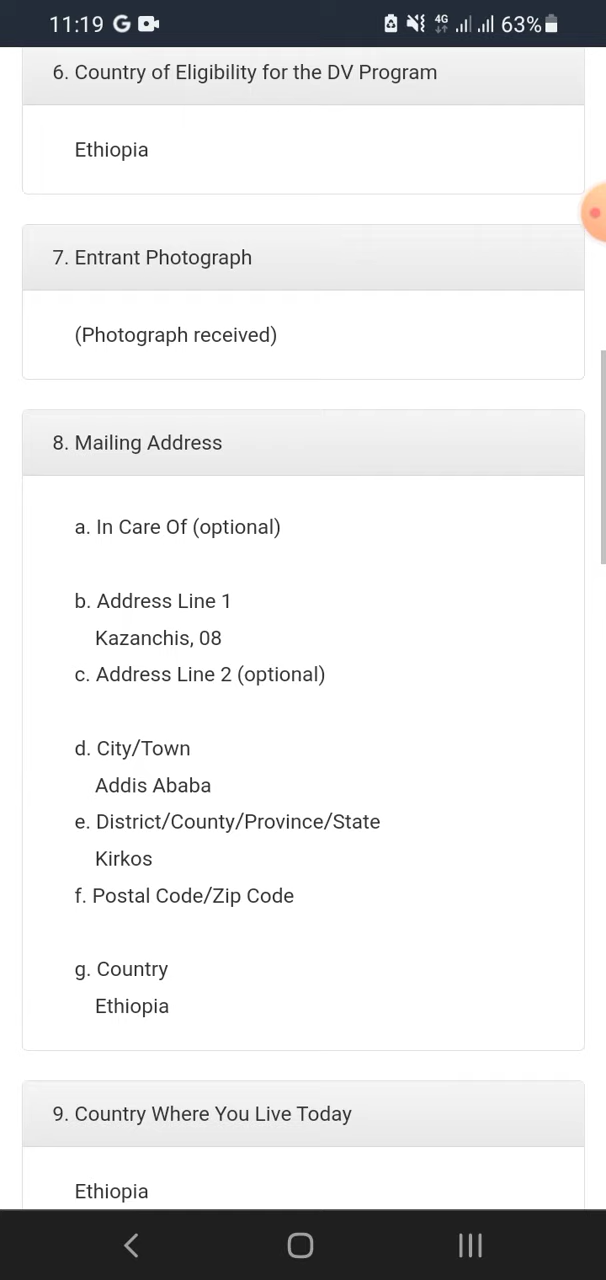 11:19 G 4G 63%
6. Country of Eligibility for the DV Program
Ethiopia
7. Entrant Photograph
(Photograph received)
8. Mailing Address
a. In Care Of (optional)
b. Address Line 1
Kazanchis, 08
c. Address Line 2 (optional)
d. City/Town
Addis Ababa
e. District/County/Province/State
Kirkos
f. Postal Code/Zip Code
g. Country
Ethiopia
9. Country Where You Live Today
Ethiopia